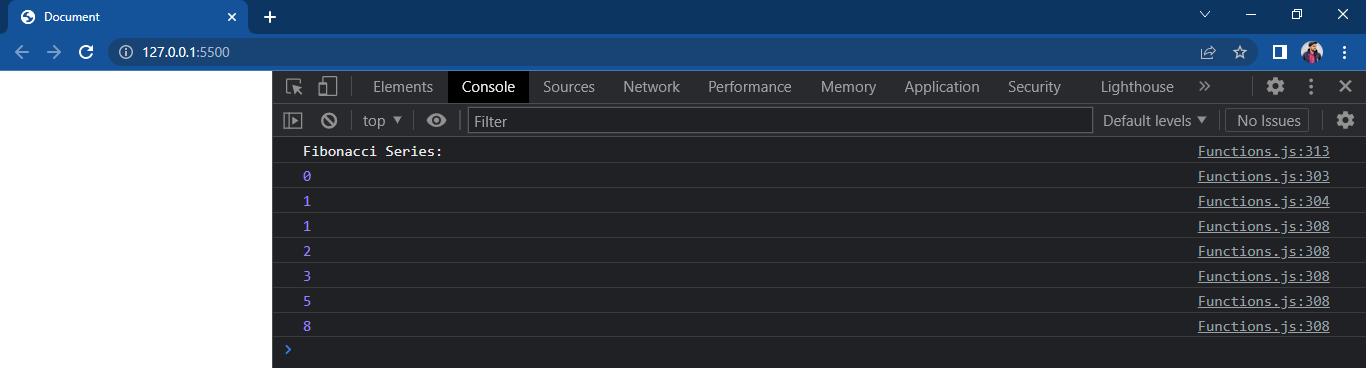 Document
127.0.0.1:5500
Elements Console Sources Network Performance Memory Application Security Lighthouse
top Filter Default levels No Issues
Fibonacci Series: Functions.js:313
0 Functions.js:303
1 Functions.js:304
1 Functions.js:308
2 Functions.js:308
3 Functions.js:308
5 Functions.js:308
8 Functions.js:308